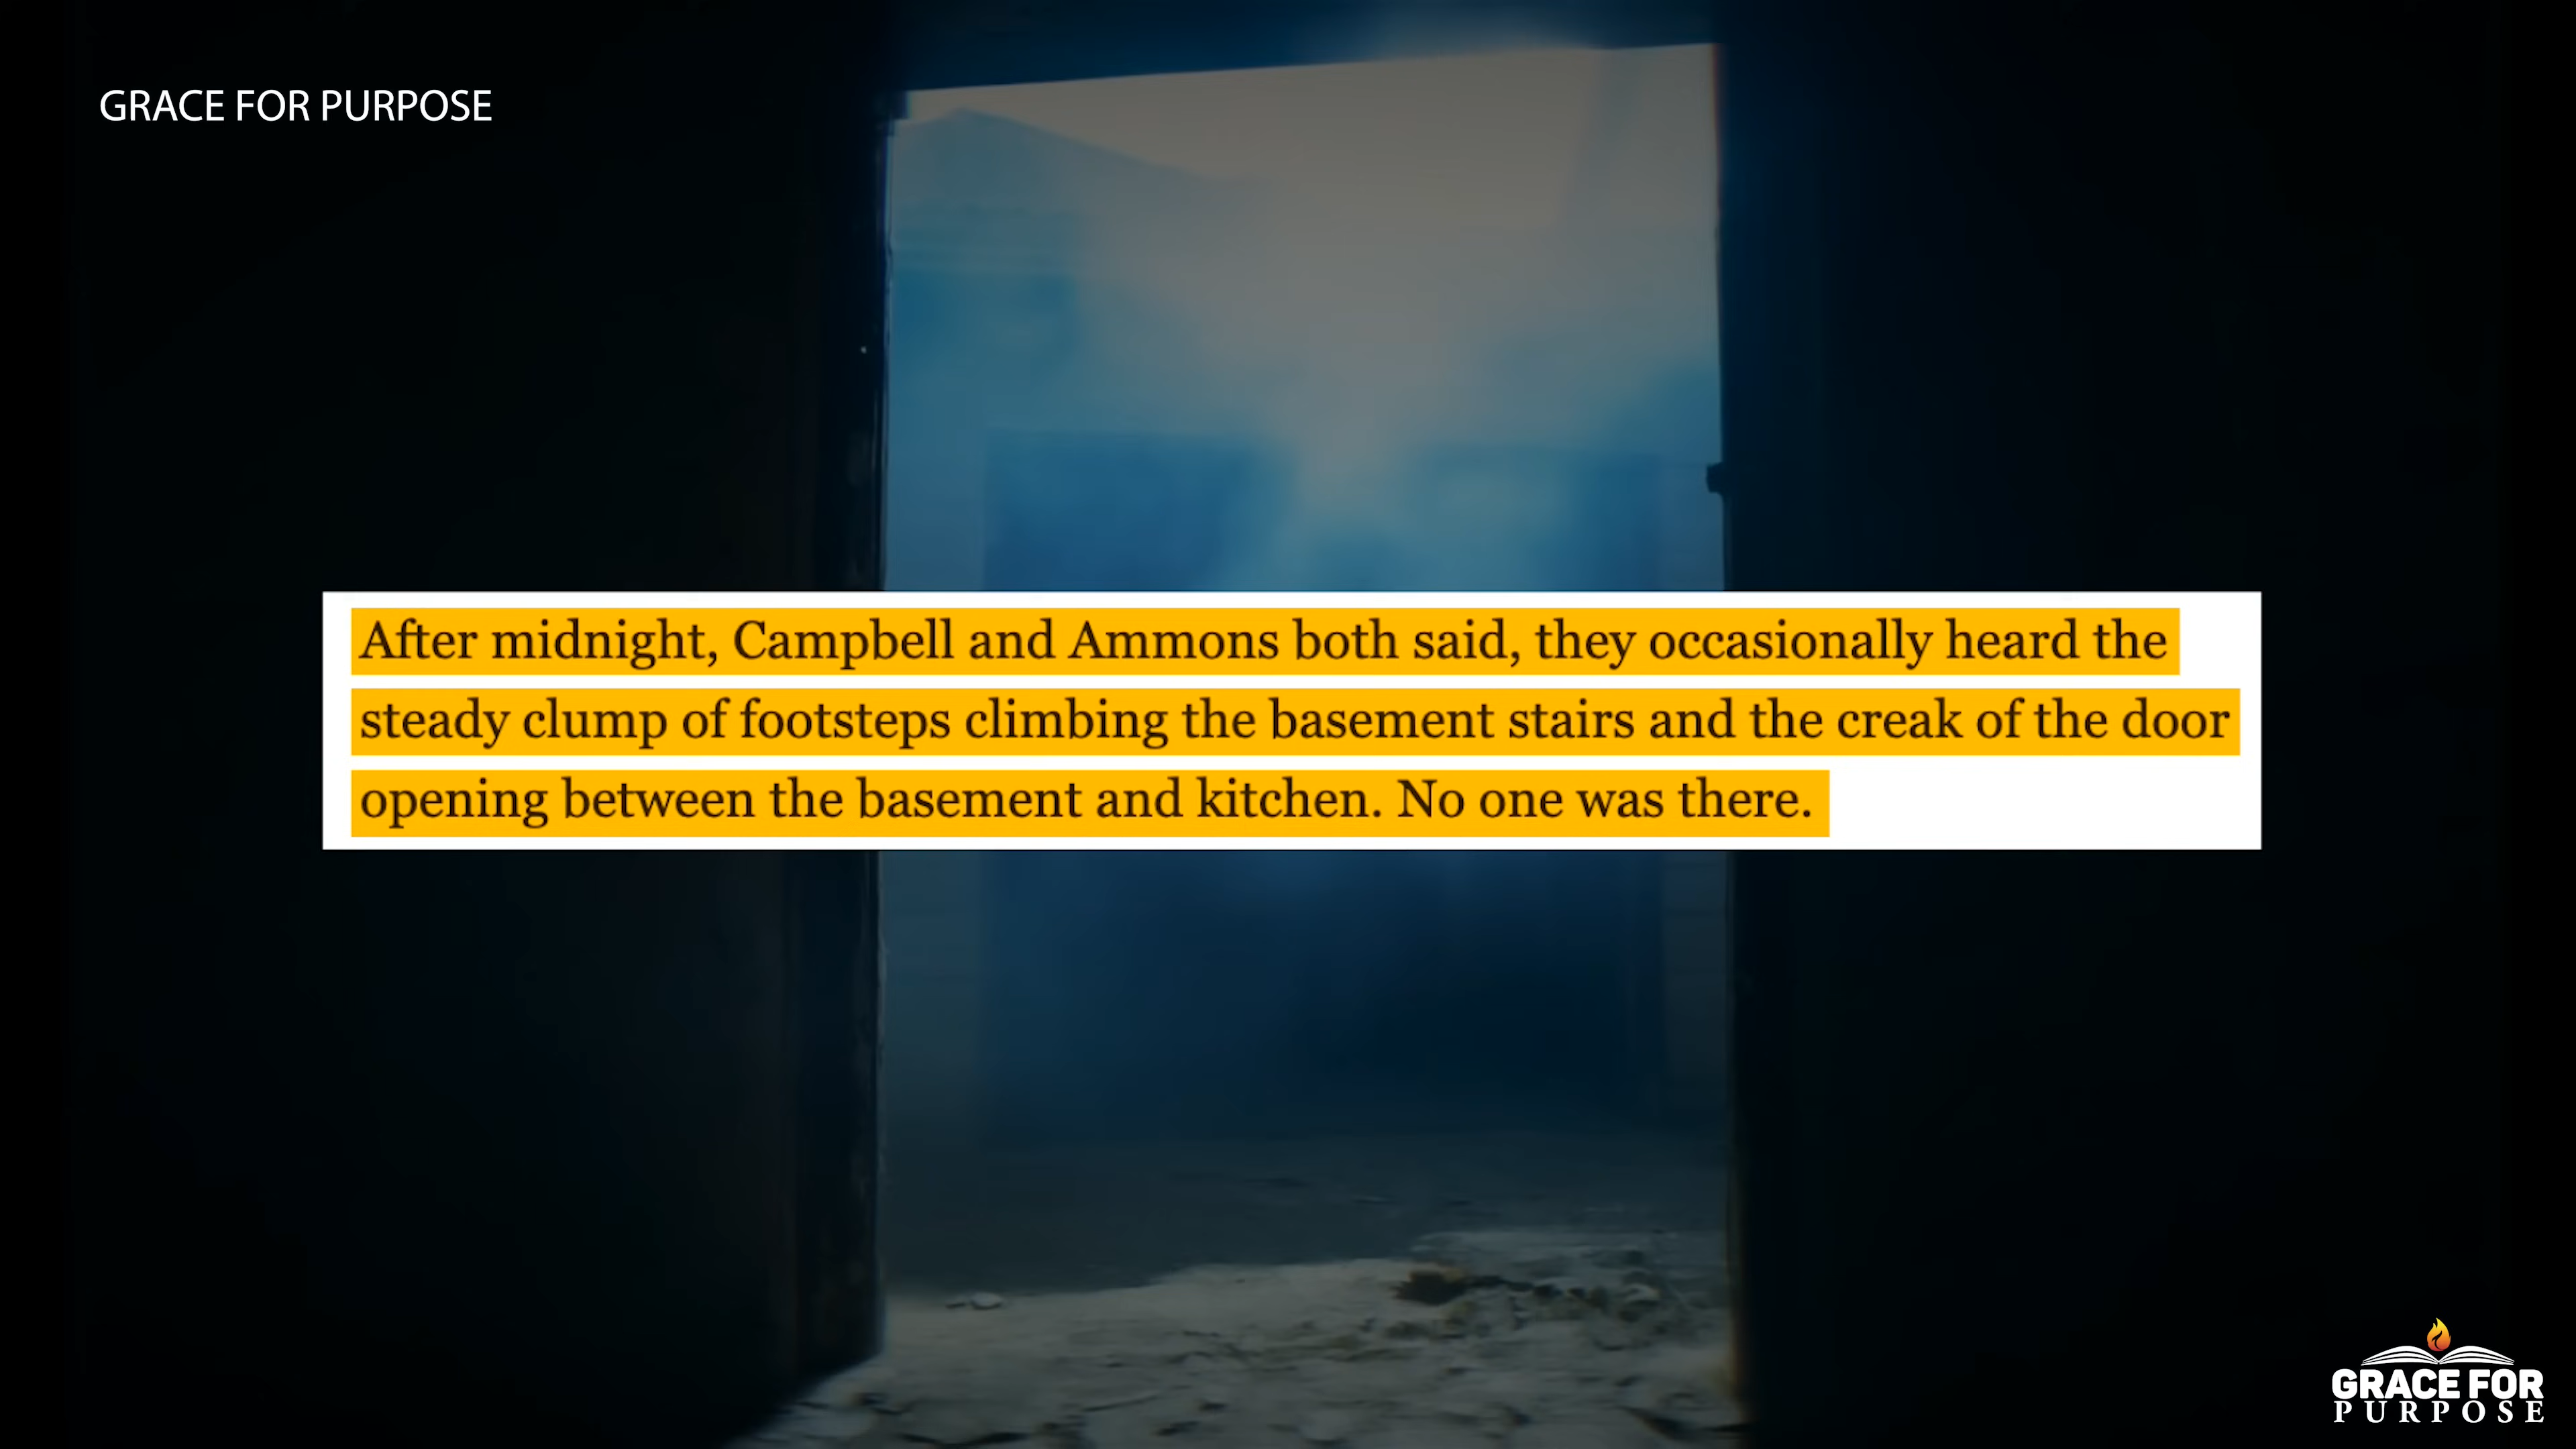 GRACE FOR PURPOSE
After midnight, Campbell and Ammons both said, they occasionally heard the
steady clump of footsteps climbing the basement stairs and the creak of the door
opening between the basement and kitchen. No one was there.
GRACE FOR
PURPOSE